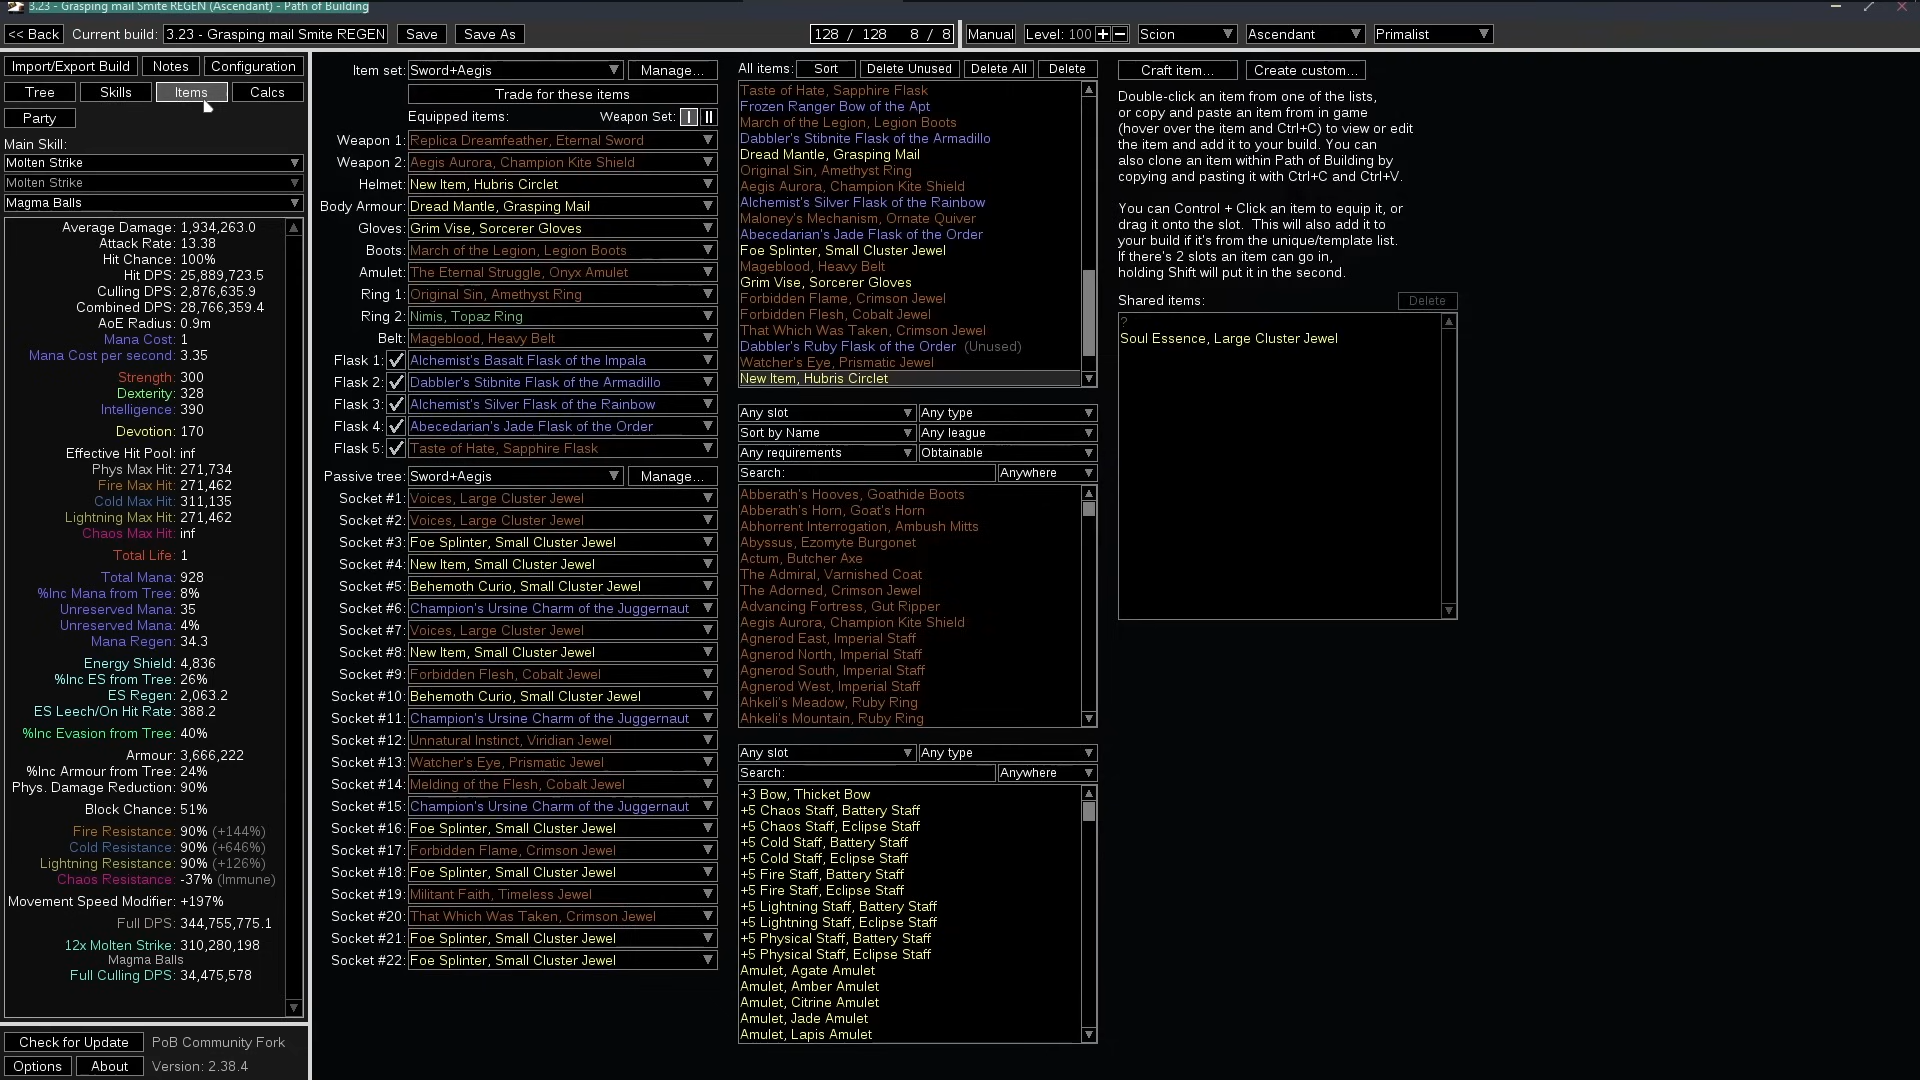 3.23 - Grasping mail Smite REGEN (Ascendant) - Path of Building
<< Back
Current build:
3.23 - Grasping mail Smite REGEN
Save
Save As
128 / 128 8 / 8
Manual
Level: 100 + −
Scion
Ascendant
Primalist
Import/Export Build
Notes
Configuration
Tree
Skills
Items
Calcs
Party
Main Skill:
Molten Strike
Molten Strike
Magma Balls
Average Damage: 1,934,263.0
Attack Rate: 13.38
Hit Chance: 100%
Hit DPS: 25,889,723.5
Culling DPS: 2,876,635.9
Combined DPS: 28,766,359.4
AoE Radius: 0.9m
Mana Cost: 1
Mana Cost per second: 3.35
Strength: 300
Dexterity: 328
Intelligence: 390
Devotion: 170
Effective Hit Pool: inf
Phys Max Hit: 271,734
Fire Max Hit: 271,462
Cold Max Hit: 311,135
Lightning Max Hit: 271,462
Chaos Max Hit: inf
Total Life: 1
Total Mana: 928
%Inc Mana from Tree: 8%
Unreserved Mana: 35
Unreserved Mana: 4%
Mana Regen: 34.3
Energy Shield: 4,836
%Inc ES from Tree: 26%
ES Regen: 2,063.2
ES Leech/On Hit Rate: 388.2
%Inc Evasion from Tree: 40%
Armour: 3,666,222
%Inc Armour from Tree: 24%
Phys. Damage Reduction: 90%
Block Chance: 51%
Fire Resistance: 90% (+144%)
Cold Resistance: 90% (+646%)
Lightning Resistance: 90% (+126%)
Chaos Resistance: -37% (Immune)
Movement Speed Modifier: +197%
Full DPS: 344,755,775.1
12x Molten Strike: 310,280,198
Magma Balls
Full Culling DPS: 34,475,578
Check for Update
PoB Community Fork
Options
About
Version: 2.38.4
Item set: Sword+Aegis
Manage...
Trade for these items
Equipped items:
Weapon Set: I II
Weapon 1: Replica Dreamfeather, Eternal Sword
Weapon 2: Aegis Aurora, Champion Kite Shield
Helmet: New Item, Hubris Circlet
Body Armour: Dread Mantle, Grasping Mail
Gloves: Grim Vise, Sorcerer Gloves
Boots: March of the Legion, Legion Boots
Amulet: The Eternal Struggle, Onyx Amulet
Ring 1: Original Sin, Amethyst Ring
Ring 2: Nimis, Topaz Ring
Belt: Mageblood, Heavy Belt
Flask 1: Alchemist's Basalt Flask of the Impala
Flask 2: Dabbler's Stibnite Flask of the Armadillo
Flask 3: Alchemist's Silver Flask of the Rainbow
Flask 4: Abecedarian's Jade Flask of the Order
Flask 5: Taste of Hate, Sapphire Flask
Passive tree: Sword+Aegis
Manage...
Socket #1: Voices, Large Cluster Jewel
Socket #2: Voices, Large Cluster Jewel
Socket #3: Foe Splinter, Small Cluster Jewel
Socket #4: New Item, Small Cluster Jewel
Socket #5: Behemoth Curio, Small Cluster Jewel
Socket #6: Champion's Ursine Charm of the Juggernaut
Socket #7: Voices, Large Cluster Jewel
Socket #8: New Item, Small Cluster Jewel
Socket #9: Forbidden Flesh, Cobalt Jewel
Socket #10: Behemoth Curio, Small Cluster Jewel
Socket #11: Champion's Ursine Charm of the Juggernaut
Socket #12: Unnatural Instinct, Viridian Jewel
Socket #13: Watcher's Eye, Prismatic Jewel
Socket #14: Melding of the Flesh, Cobalt Jewel
Socket #15: Champion's Ursine Charm of the Juggernaut
Socket #16: Foe Splinter, Small Cluster Jewel
Socket #17: Forbidden Flame, Crimson Jewel
Socket #18: Foe Splinter, Small Cluster Jewel
Socket #19: Militant Faith, Timeless Jewel
Socket #20: That Which Was Taken, Crimson Jewel
Socket #21: Foe Splinter, Small Cluster Jewel
Socket #22: Foe Splinter, Small Cluster Jewel
All items:
Sort
Delete Unused
Delete All
Delete
Taste of Hate, Sapphire Flask
Frozen Ranger Bow of the Apt
March of the Legion, Legion Boots
Dabbler's Stibnite Flask of the Armadillo
Dread Mantle, Grasping Mail
Original Sin, Amethyst Ring
Aegis Aurora, Champion Kite Shield
Alchemist's Silver Flask of the Rainbow
Maloney's Mechanism, Ornate Quiver
Abecedarian's Jade Flask of the Order
Foe Splinter, Small Cluster Jewel
Mageblood, Heavy Belt
Grim Vise, Sorcerer Gloves
Forbidden Flame, Crimson Jewel
Forbidden Flesh, Cobalt Jewel
That Which Was Taken, Crimson Jewel
Dabbler's Ruby Flask of the Order (Unused)
Watcher's Eye, Prismatic Jewel
New Item, Hubris Circlet
Any slot
Any type
Sort by Name
Any league
Any requirements
Obtainable
Search:
Anywhere
Abberath's Hooves, Goathide Boots
Abberath's Horn, Goat's Horn
Abhorrent Interrogation, Ambush Mitts
Abyssus, Ezomyte Burgonet
Actum, Butcher Axe
The Admiral, Varnished Coat
The Adorned, Crimson Jewel
Advancing Fortress, Gut Ripper
Aegis Aurora, Champion Kite Shield
Agnerod East, Imperial Staff
Agnerod North, Imperial Staff
Agnerod South, Imperial Staff
Agnerod West, Imperial Staff
Ahkeli's Meadow, Ruby Ring
Ahkeli's Mountain, Ruby Ring
Any slot
Any type
Search:
Anywhere
+3 Bow, Thicket Bow
+5 Chaos Staff, Battery Staff
+5 Chaos Staff, Eclipse Staff
+5 Cold Staff, Battery Staff
+5 Cold Staff, Eclipse Staff
+5 Fire Staff, Battery Staff
+5 Fire Staff, Eclipse Staff
+5 Lightning Staff, Battery Staff
+5 Lightning Staff, Eclipse Staff
+5 Physical Staff, Battery Staff
+5 Physical Staff, Eclipse Staff
Amulet, Agate Amulet
Amulet, Amber Amulet
Amulet, Citrine Amulet
Amulet, Jade Amulet
Amulet, Lapis Amulet
Craft item...
Create custom...
Double-click an item from one of the lists,
or copy and paste an item from in game
(hover over the item and Ctrl+C) to view or edit
the item and add it to your build. You can
also clone an item within Path of Building by
copying and pasting it with Ctrl+C and Ctrl+V.
You can Control + Click an item to equip it, or
drag it onto the slot. This will also add it to
your build if it's from the unique/template list.
If there's 2 slots an item can go in,
holding Shift will put it in the second.
Shared items:
Delete
?
Soul Essence, Large Cluster Jewel